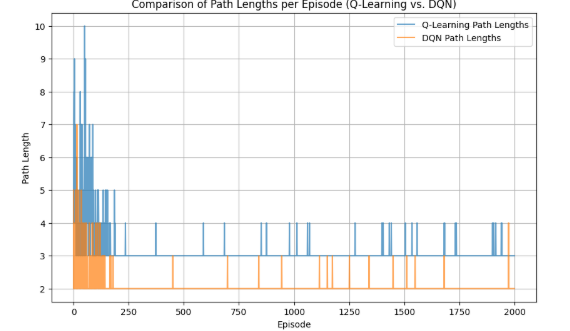 Comparison of Path Lengths per Episode (Q-Learning vs. DQN)
Q-Learning Path Lengths
DQN Path Lengths
10
9
8
7
6
5
4
3
2
Path Length
0 250 500 750 1000 1250 1500 1750 2000
Episode